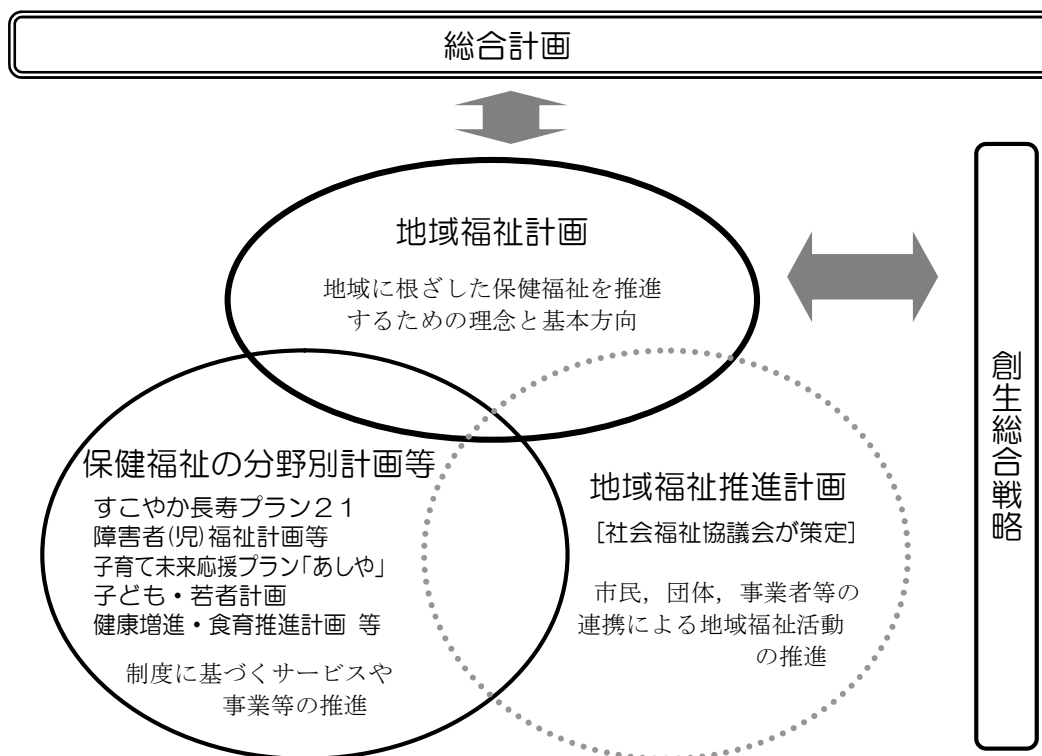 総合計画
地域福祉計画
地域に根ざした保健福祉を推進
するための理念と基本方向
創生総合戦略
保健福祉の分野別計画等
すこやか長寿プラン21
障害者(児)福祉計画等
子育て未来応援プラン「あしや」
子ども・若者計画
健康増進・食育推進計画 等
制度に基づくサービスや
事業等の推進
地域福祉推進計画
[社会福祉協議会が策定]
市民,団体,事業者等の
連携による地域福祉活動
の推進